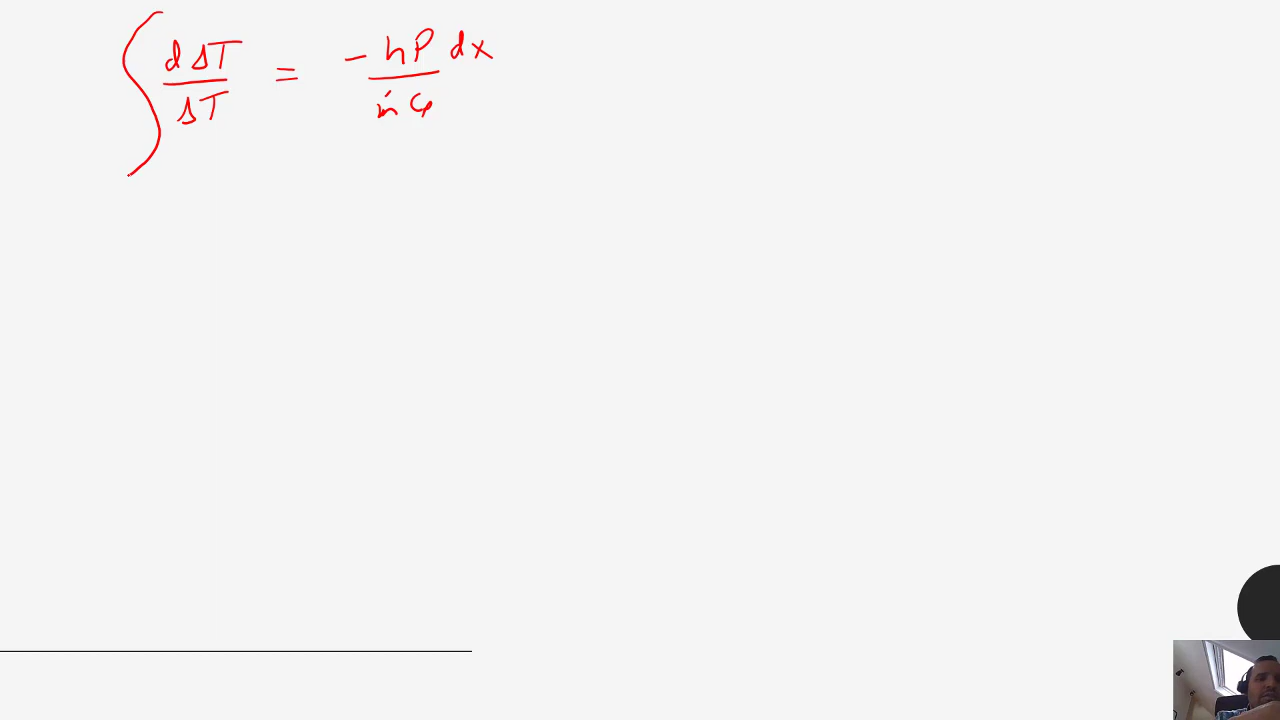 ∫ dΔT/ΔT = -hP/ṁcp dx